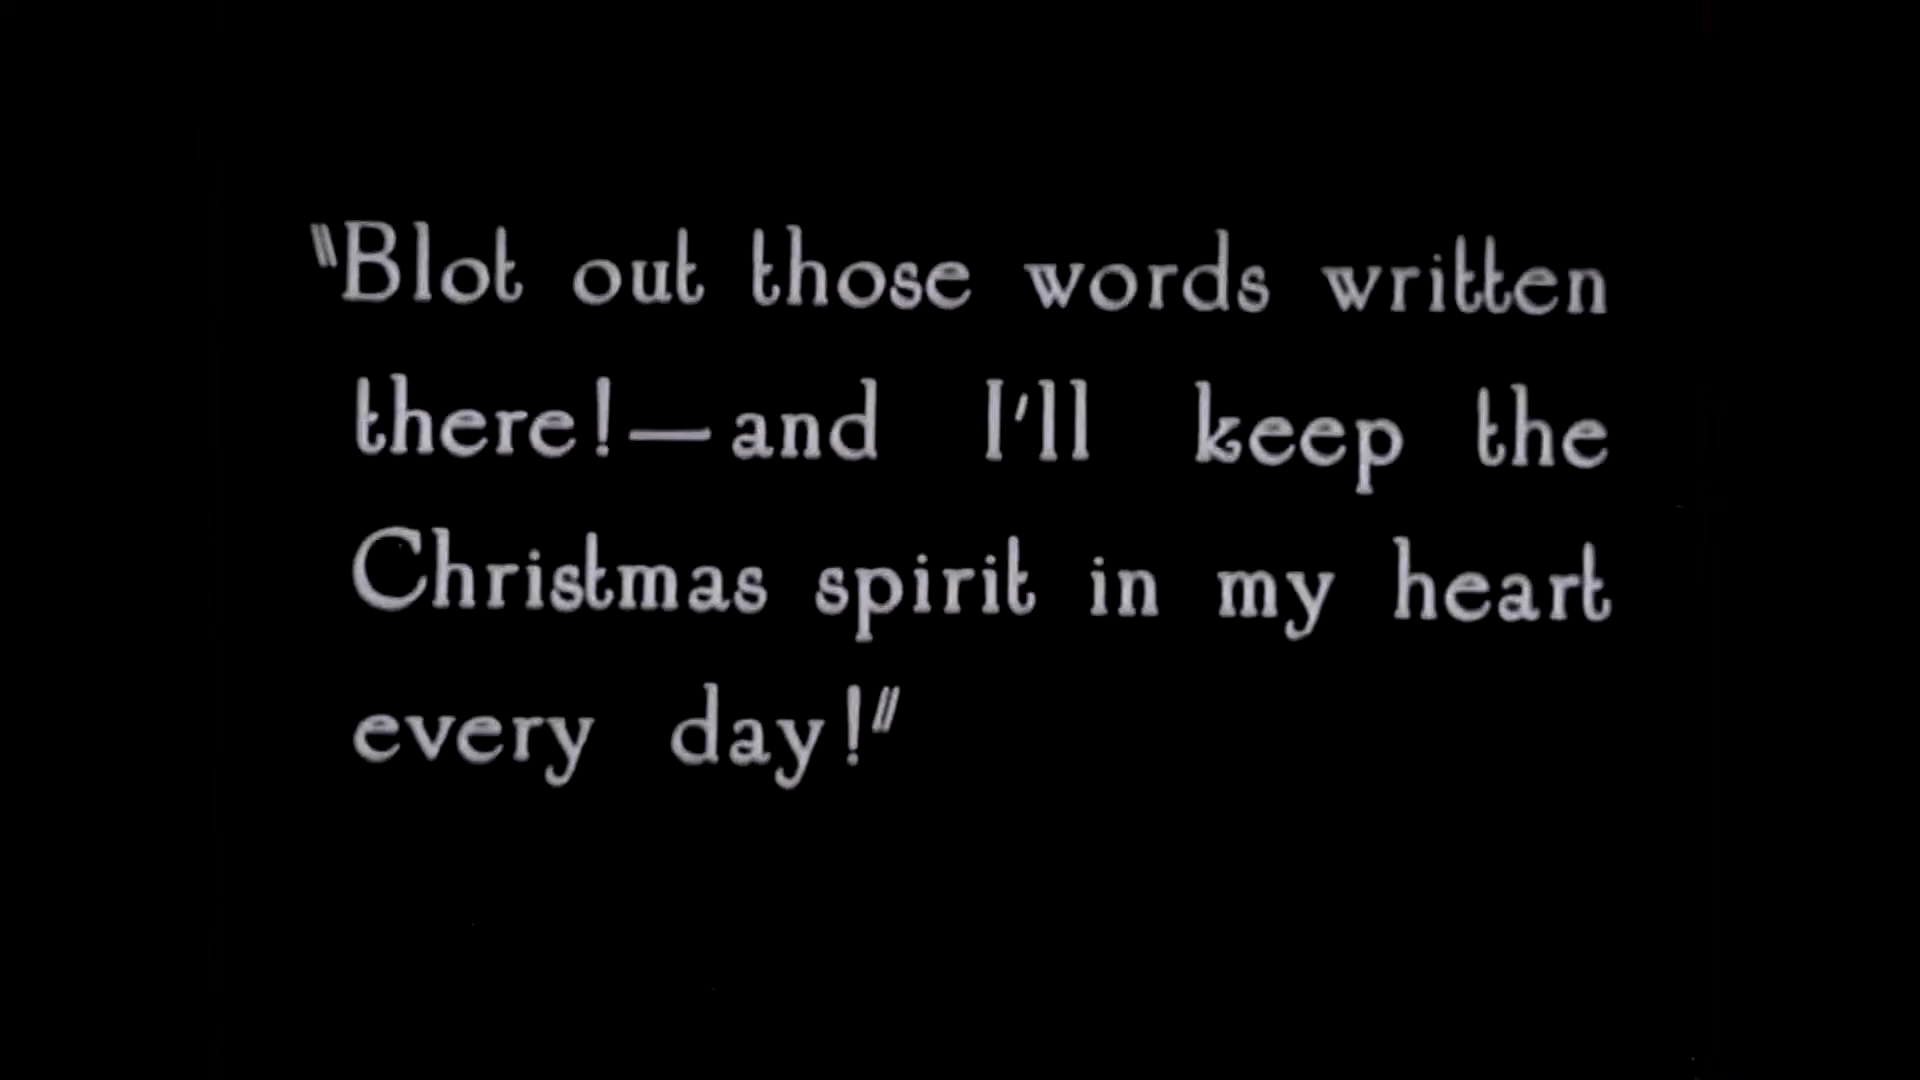 "Blot out those words written
there!—and I'll keep the
Christmas spirit in my heart
every day!"